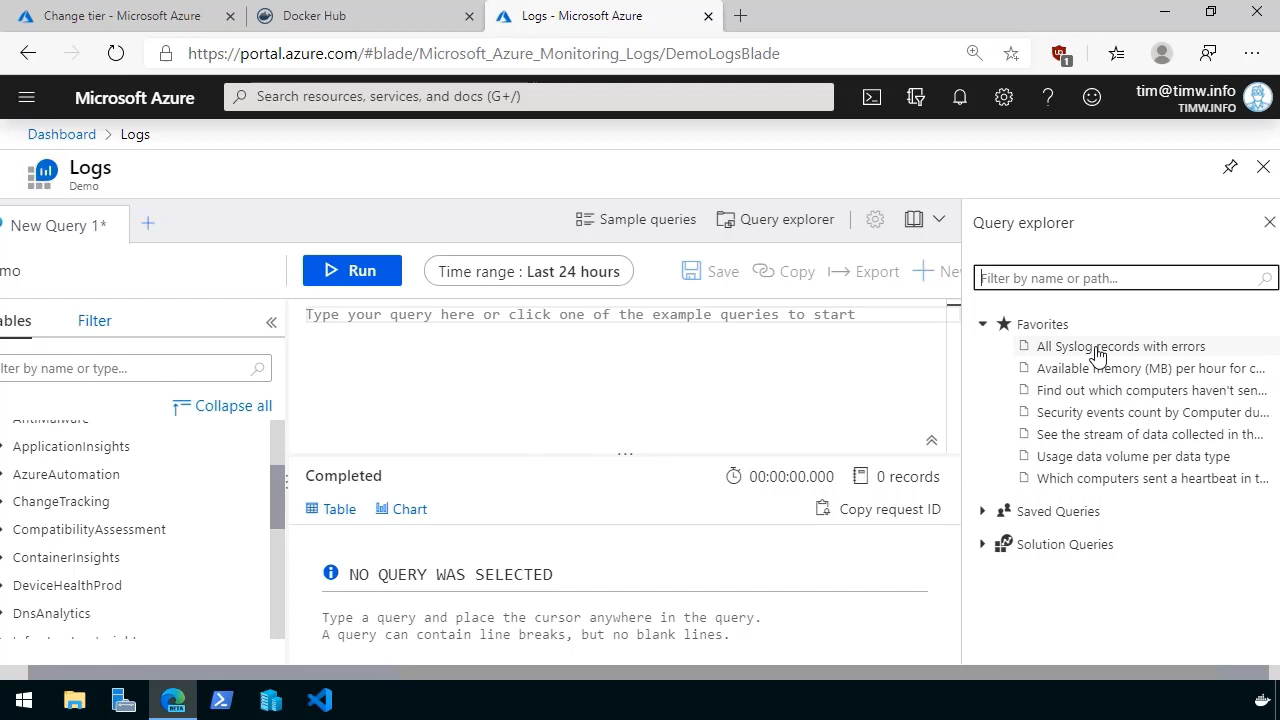 Change tier - Microsoft Azure
Docker Hub
Logs - Microsoft Azure
https://portal.azure.com/#blade/Microsoft_Azure_Monitoring_Logs/DemoLogsBlade
1
Microsoft Azure
Search resources, services, and docs (G+/)
tim@timw.info
TIMW.INFO
Dashboard > Logs
Logs
Demo
New Query 1*
Sample queries
Query explorer
Query explorer
mo
Run
Time range : Last 24 hours
Save
Copy
Export
Nev
Filter by name or path...
ables
Filter
Type your query here or click one of the example queries to start
lter by name or type...
Collapse all
AntiMalware
ApplicationInsights
AzureAutomation
ChangeTracking
CompatibilityAssessment
ContainerInsights
DeviceHealthProd
DnsAnalytics
Completed
00:00:00.000
0 records
Table
Chart
Copy request ID
NO QUERY WAS SELECTED
Type a query and place the cursor anywhere in the query.
A query can contain line breaks, but no blank lines.
Favorites
All Syslog records with errors
Available memory (MB) per hour for c...
Find out which computers haven't sen...
Security events count by Computer du...
See the stream of data collected in th...
Usage data volume per data type
Which computers sent a heartbeat in t...
Saved Queries
Solution Queries